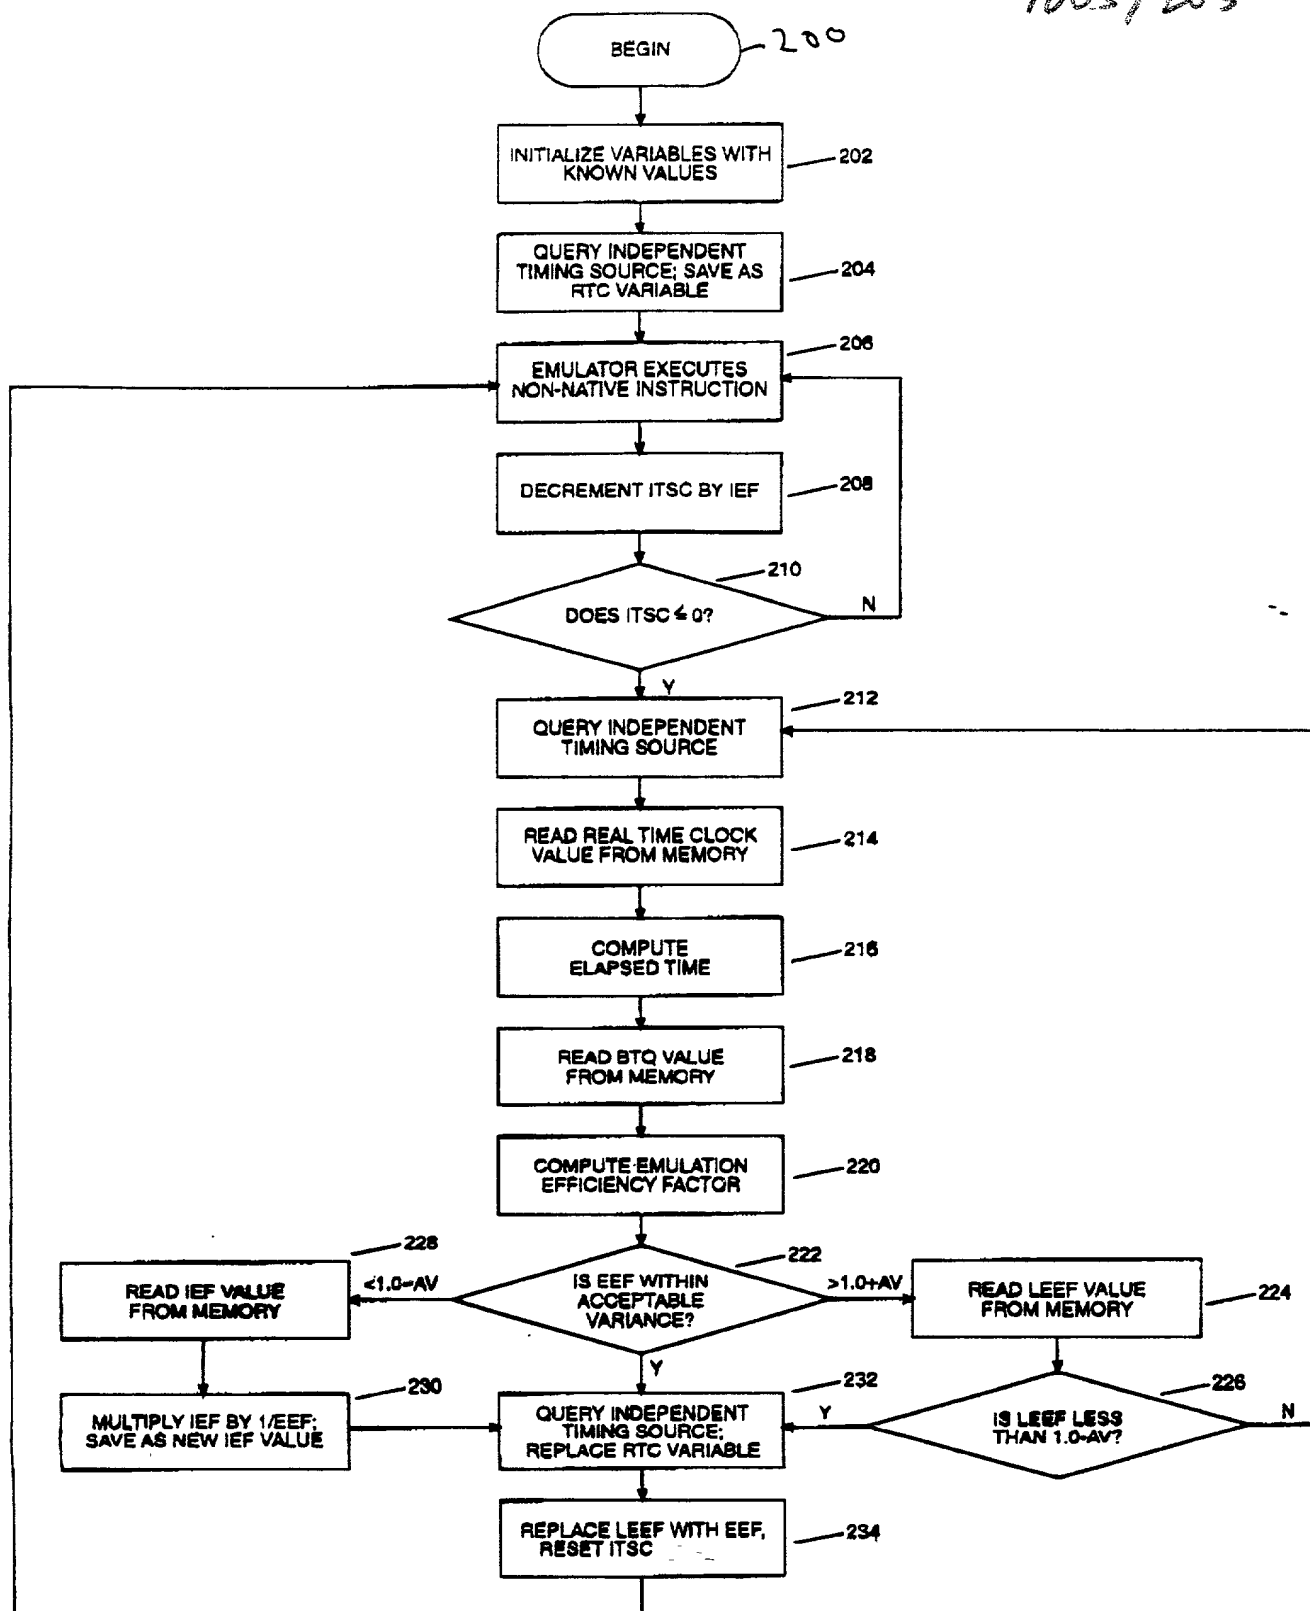 BEGIN
200
INITIALIZE VARIABLES WITH
KNOWN VALUES
202
QUERY INDEPENDENT
TIMING SOURCE; SAVE AS
RTC VARIABLE
204
206
EMULATOR EXECUTES
NON-NATIVE INSTRUCTION
DECREMENT ITSC BY IEF
208
210
DOES ITSC ≤ 0?
N
Y
212
QUERY INDEPENDENT
TIMING SOURCE
READ REAL TIME CLOCK
VALUE FROM MEMORY
214
COMPUTE
ELAPSED TIME
216
READ BTQ VALUE
FROM MEMORY
218
COMPUTE EMULATION
EFFICIENCY FACTOR
220
228
222
READ IEF VALUE
FROM MEMORY
<1.0-AV
IS EEF WITHIN
ACCEPTABLE
VARIANCE?
>1.0+AV
READ LEEF VALUE
FROM MEMORY
224
Y
230
232
226
MULTIPLY IEF BY 1/EEF;
SAVE AS NEW IEF VALUE
QUERY INDEPENDENT
TIMING SOURCE;
REPLACE RTC VARIABLE
Y
IS LEEF LESS
THAN 1.0-AV?
N
REPLACE LEEF WITH EEF,
RESET ITSC
234